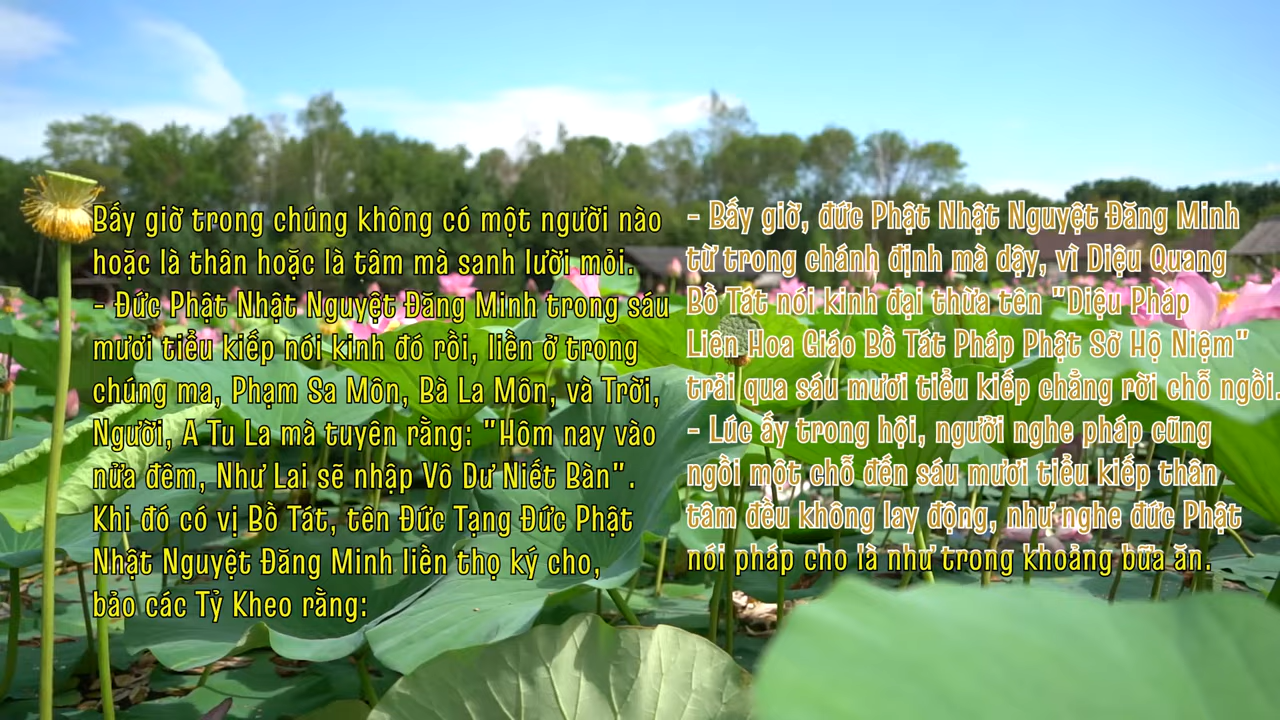 Bấy giờ trong chúng không có một người nào
hoặc là thân hoặc là tâm mà sanh lười mỏi.
- Đức Phật Nhật Nguyệt Đăng Minh trong sáu
mươi tiểu kiếp nói kinh đó rồi, liền ở trong
chúng ma, Phạm Sa Môn, Bà La Môn, và Trời,
Người, A Tu La mà tuyên rằng: "Hôm nay vào
nửa đêm, Như Lai sẽ nhập Vô Dư Niết Bàn".
Khi đó có vị Bồ Tát, tên Đức Tạng Đức Phật
Nhật Nguyệt Đăng Minh liền thọ ký cho,
bảo các Tỷ Kheo rằng:
- Bấy giờ, đức Phật Nhật Nguyệt Đăng Minh
từ trong chánh định mà dậy, vì Diệu Quang
Bồ Tát nói kinh đại thừa tên "Diệu Pháp
Liên Hoa Giáo Bồ Tát Pháp Phật Sở Hộ Niệm"
trải qua sáu mươi tiểu kiếp chẳng rời chỗ ngồi.
- Lúc ấy trong hội, người nghe pháp cũng
ngồi một chỗ đến sáu mươi tiểu kiếp thân
tâm đều không lay động, như nghe đức Phật
nói pháp cho là như trong khoảng bữa ăn.